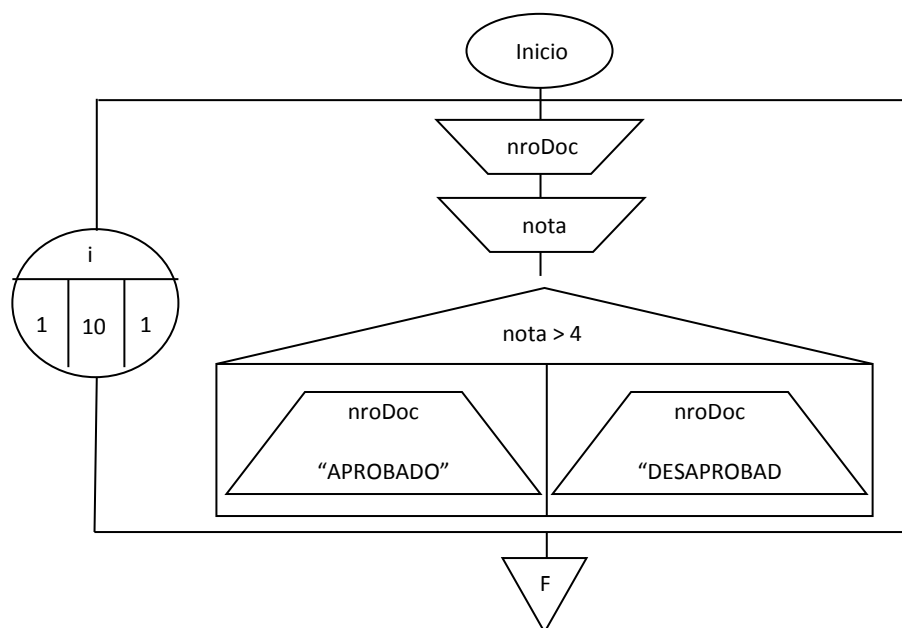 Inicio
nroDoc
nota
i
1 10 1
nota > 4
nroDoc
“APROBADO”
nroDoc
“DESAPROBAD
F